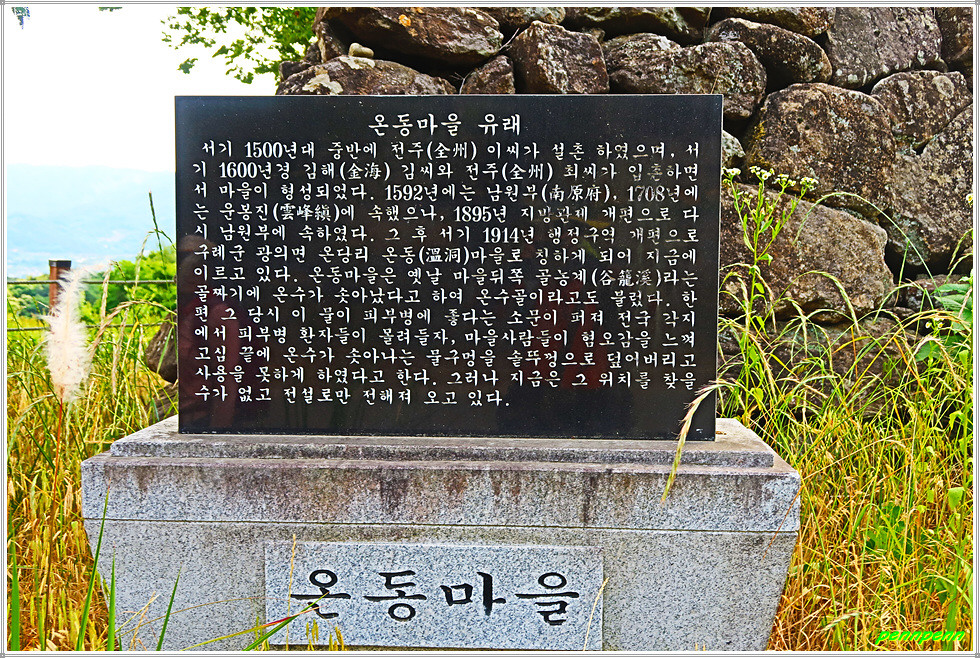 온동마을 유래
서기 1500년대 중반에 전주(全州) 이씨가 설촌 하였으며, 서
기 1600년경 김해(金海) 김씨와 전주(全州) 최씨가 입촌하면
서 마을이 형성되었다. 1592년에는 남원부(南原府), 1708년에
는 운봉진(雲峰鎭)에 속했으나, 1895년 지방관제 개편으로 다
시 남원부에 속하였다. 그 후 서기 1914년 행정구역 개편으로
구례군 광의면 온당리 온동(溫洞)마을로 칭하게 되어 지금에
이르고 있다. 온동마을은 옛날 마을뒤쪽 골농계(谷籠溪)라는
골짜기에 온수가 솟아났다고 하여 온수골이라고도 불렀다. 한
편 그 당시 이 물이 피부병에 좋다는 소문이 퍼져 전국 각지
에서 피부병 환자들이 몰려들자, 마을사람들이 혐오감을 느껴
고심 끝에 온수가 솟아나는 물구멍을 솥뚜껑으로 덮어버리고
사용을 못하게 하였다고 한다. 그러나 지금은 그 위치를 찾을
수가 없고 전설로만 전해져 오고 있다.
온동마을
pennpenn